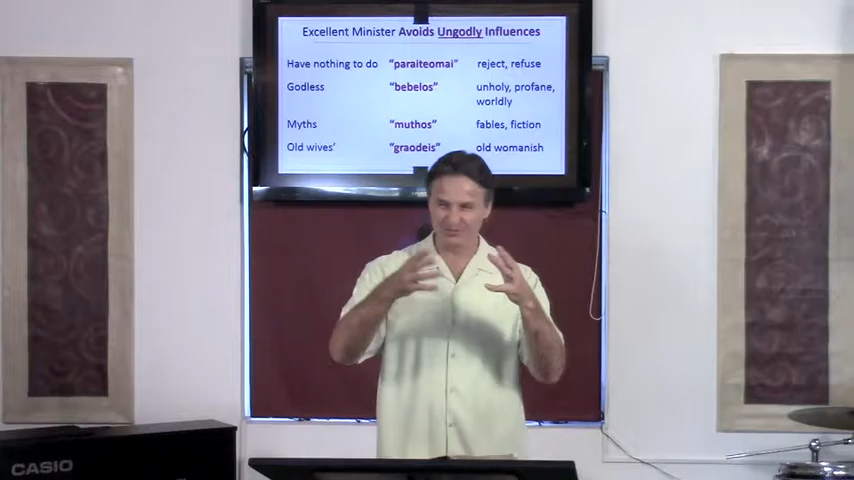 Excellent Minister Avoids Ungodly Influences
Have nothing to do "paraiteomai" reject, refuse
Godless "bebelos" unholy, profane,
worldly
Myths "muthos" fables, fiction
Old wives' "graodeis" old womanish
CASIO